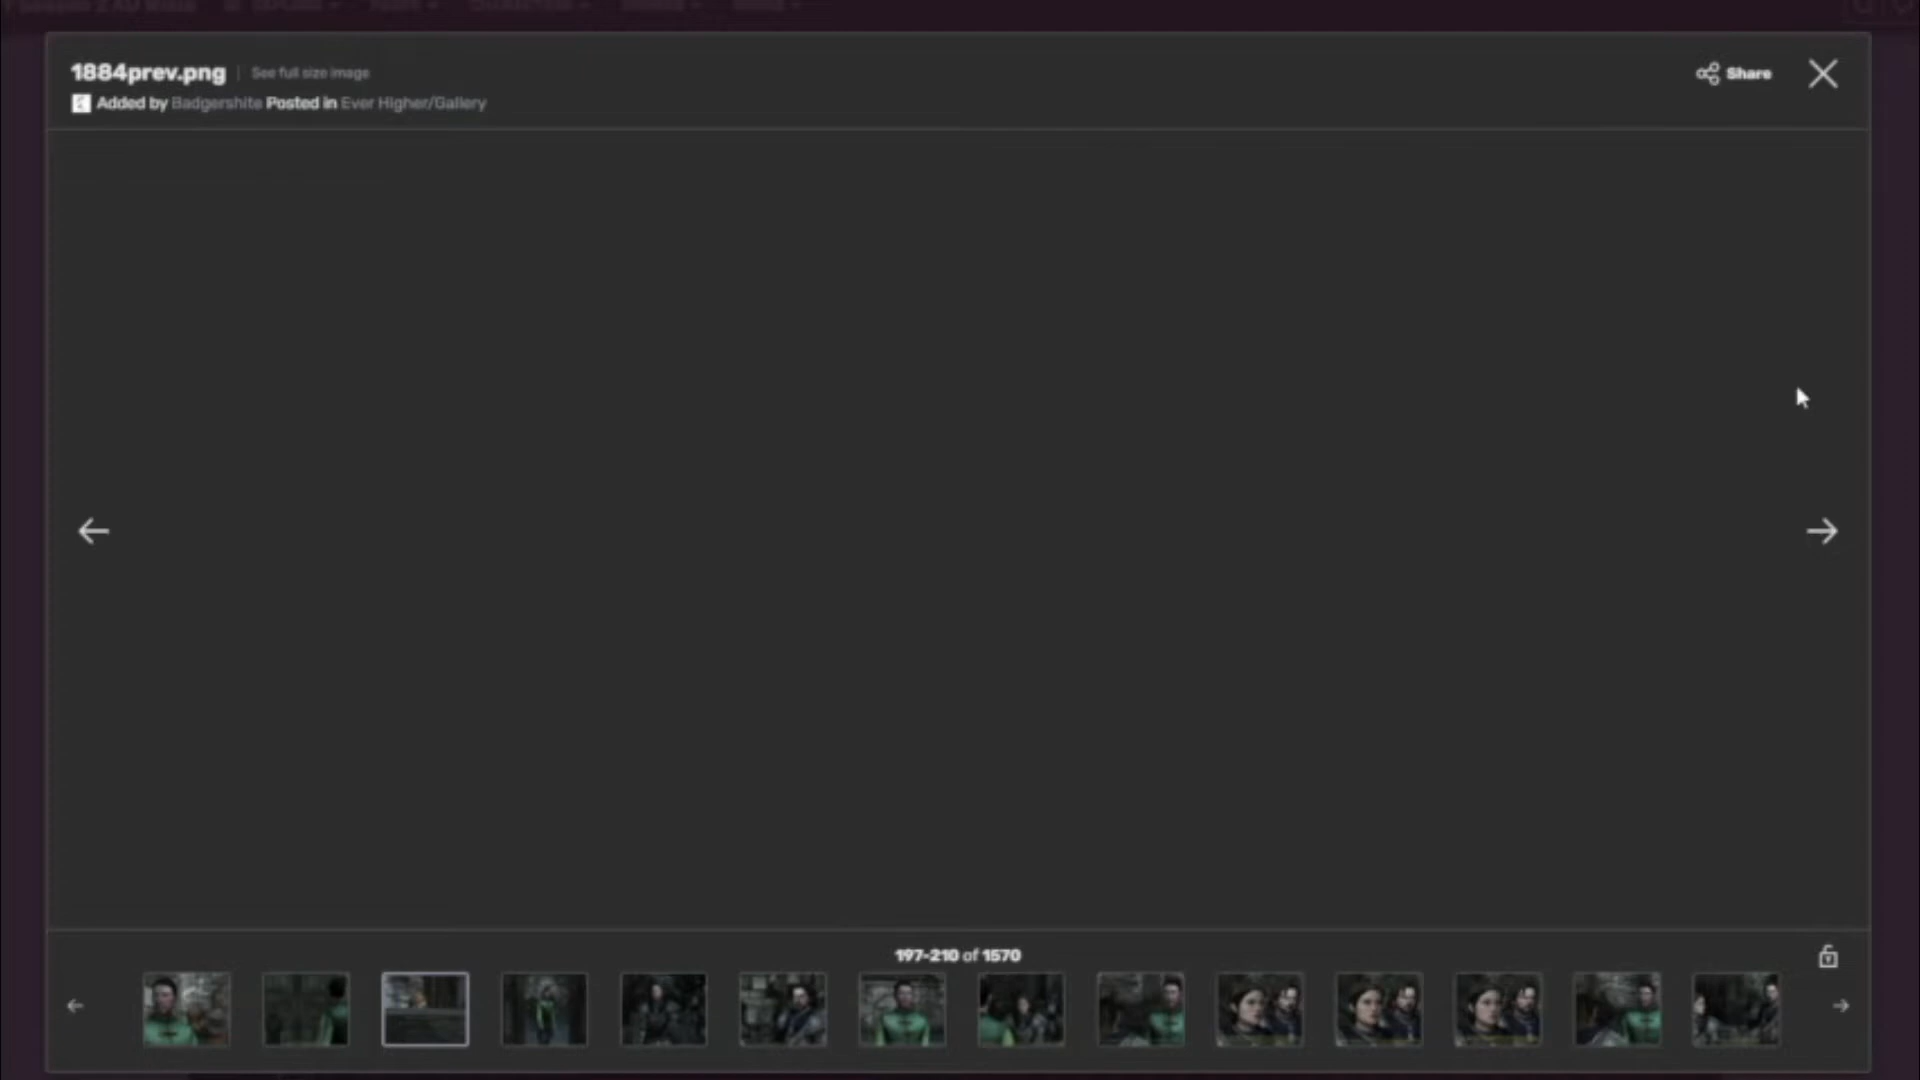 1884prev.png | See full size image
Share
Added by Badgershite Posted in Ever Higher/Gallery
197-210 of 1570